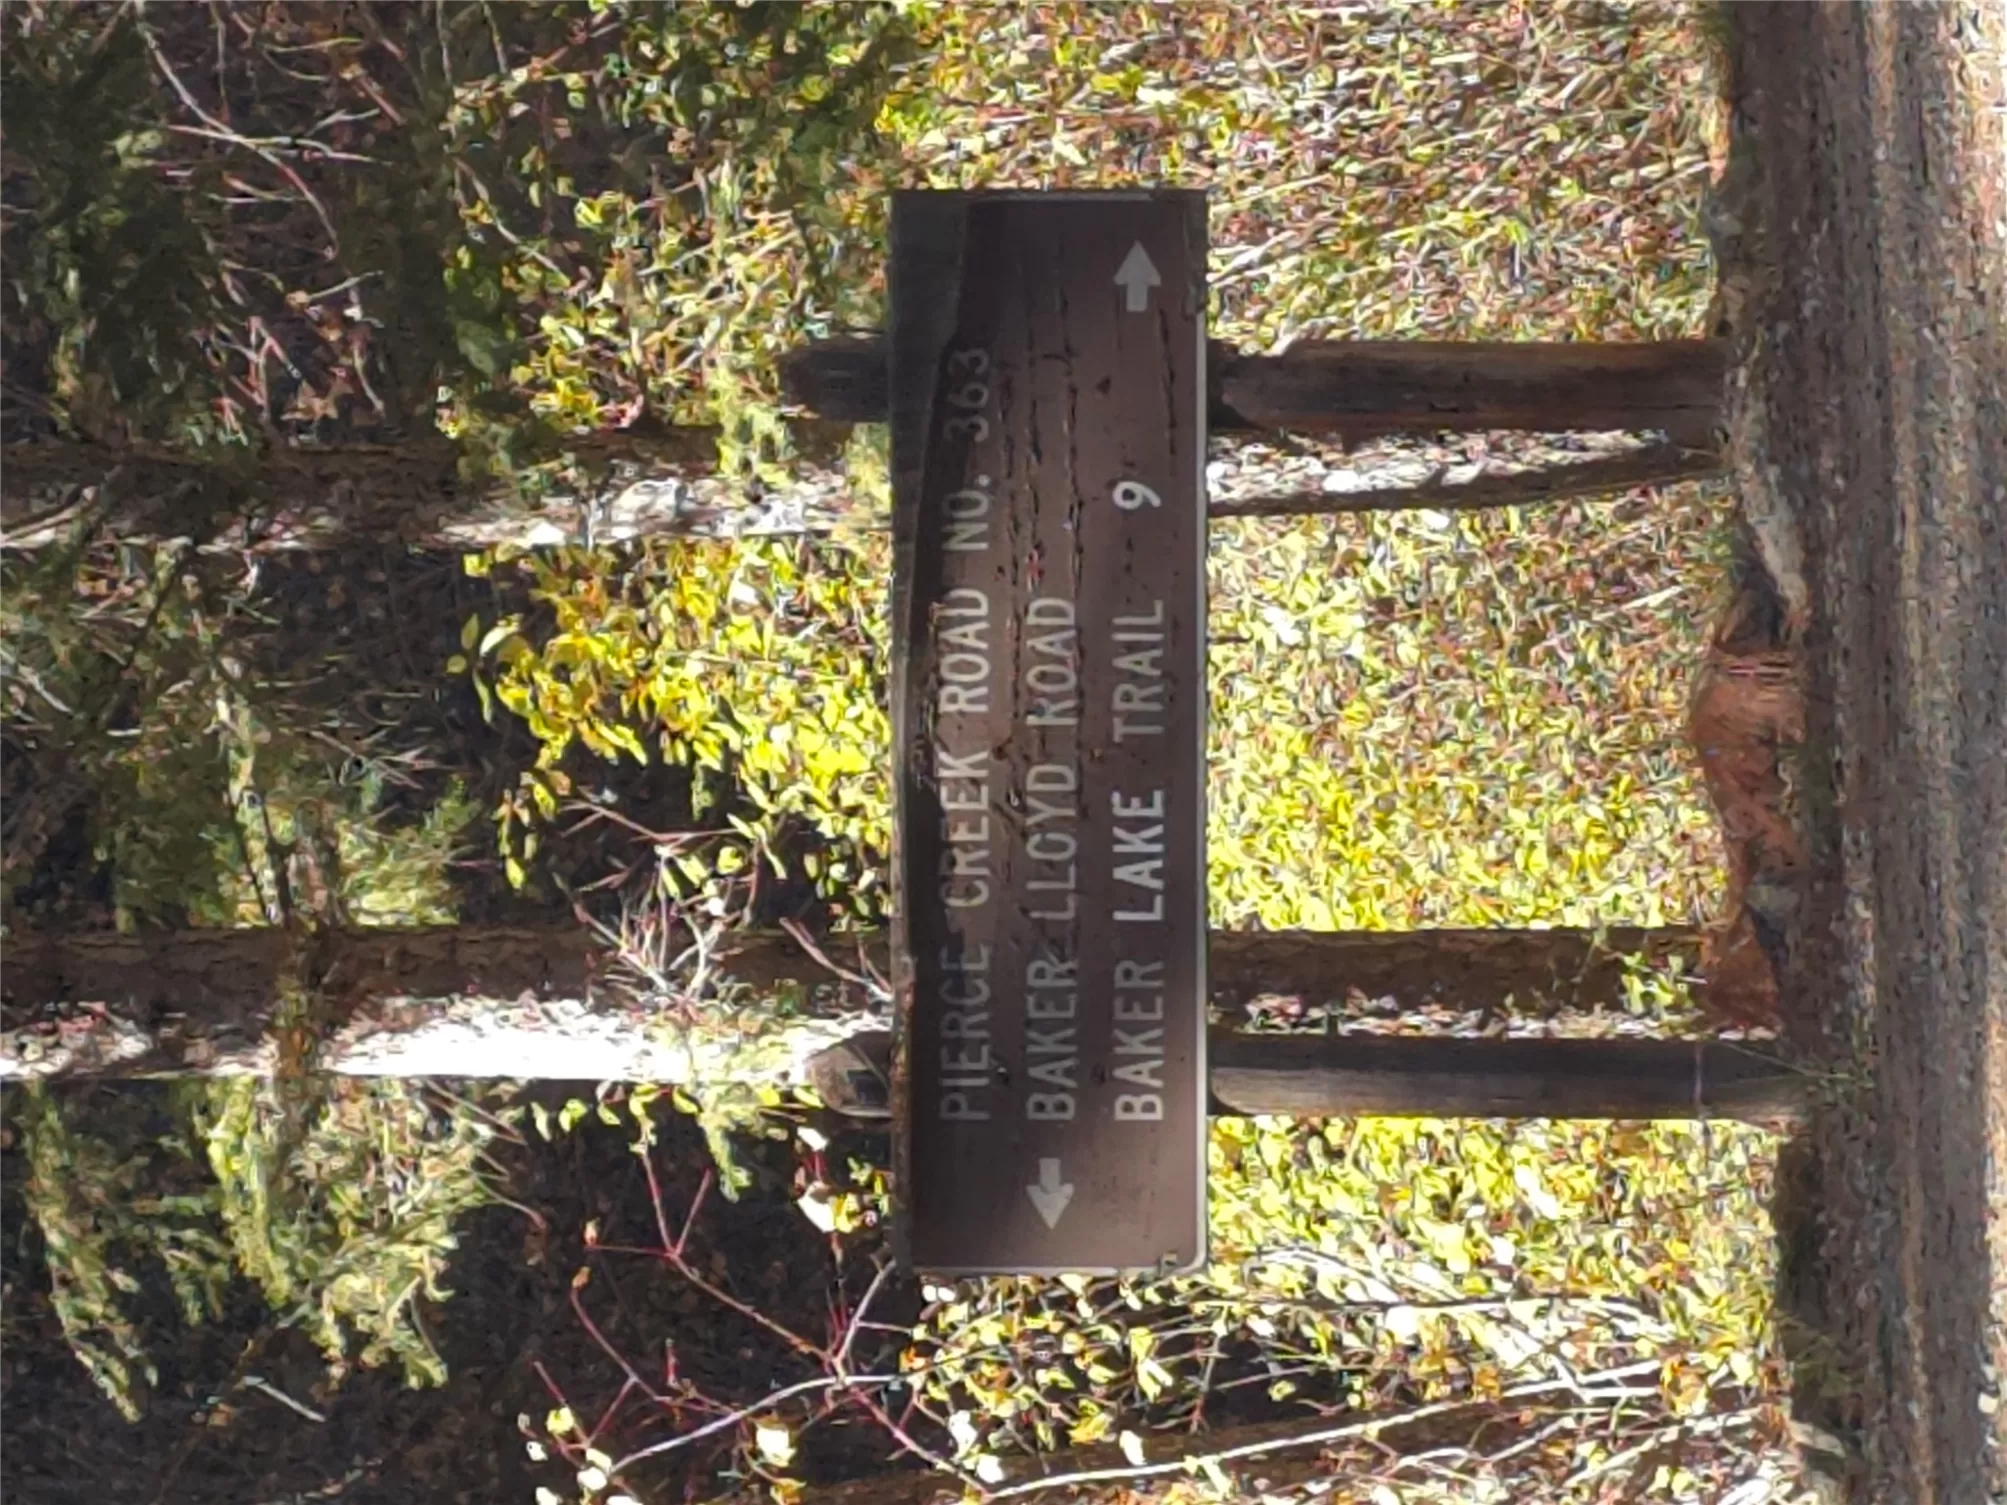 PIERCE CREEK ROAD NO. 363
← BAKER LLOYD ROAD
BAKER LAKE TRAIL 9 →